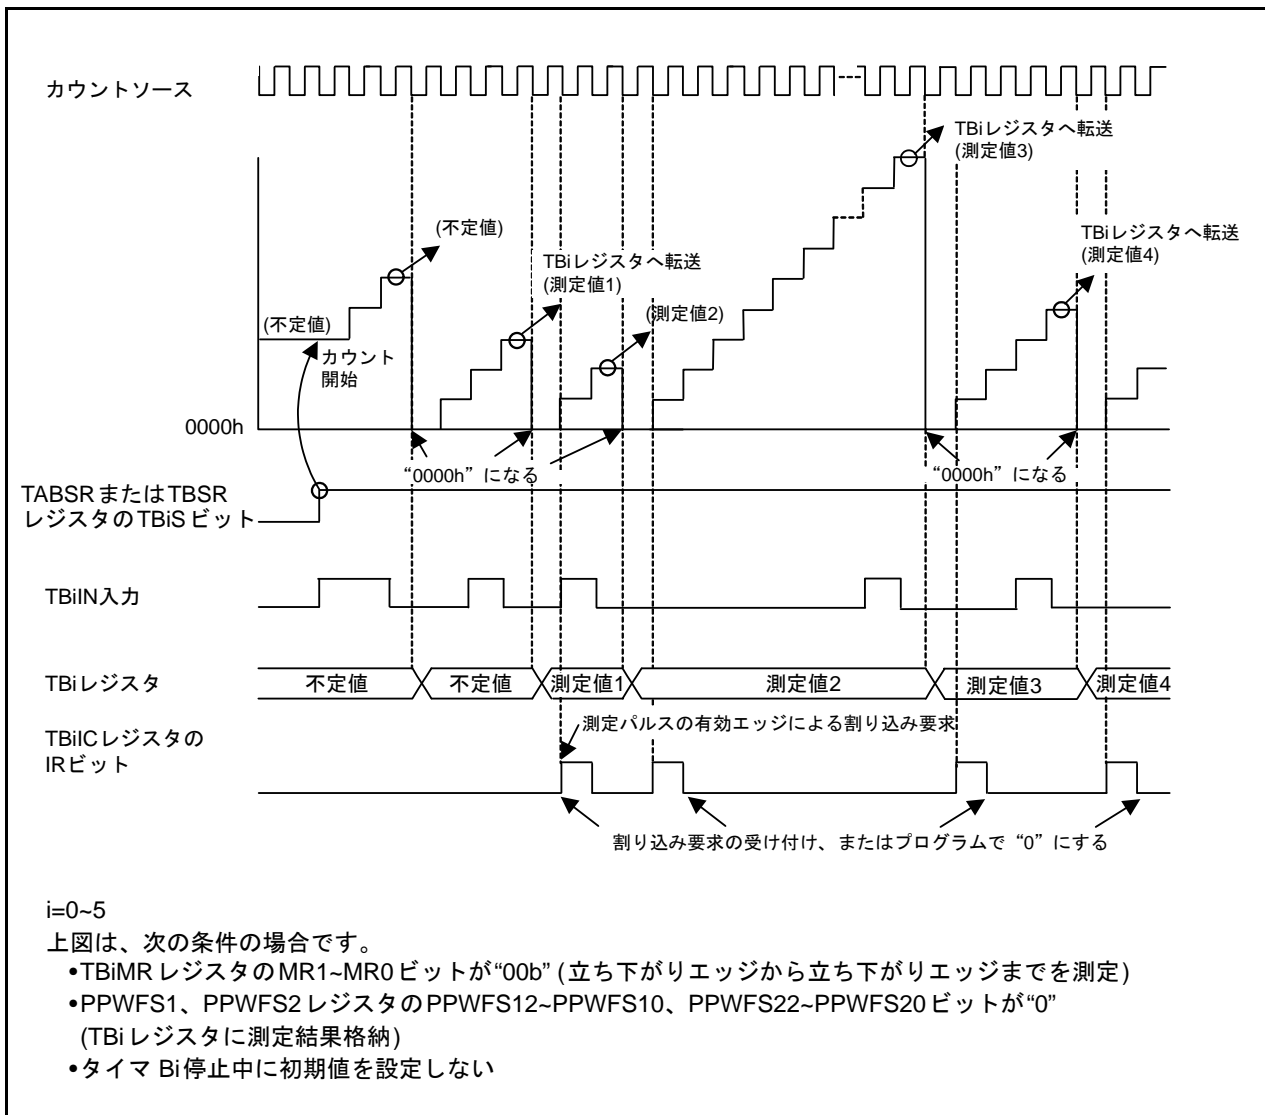 カウントソース
TBiレジスタへ転送
(測定値3)
(不定値)
TBiレジスタへ転送
(測定値4)
TBiレジスタへ転送
(測定値1)
(測定値2)
(不定値)
カウント
開始
0000h
“0000h”になる
“0000h”になる
TABSRまたはTBSR
レジスタのTBiSビット
TBiIN入力
TBiレジスタ
不定値
不定値
測定値1
測定値2
測定値3
測定値4
測定パルスの有効エッジによる割り込み要求
TBiICレジスタの
IRビット
割り込み要求の受け付け、またはプログラムで“0”にする
i=0~5
上図は、次の条件の場合です。
•TBiMRレジスタのMR1~MR0ビットが“00b” (立ち下がりエッジから立ち下がりエッジまでを測定)
•PPWFS1、PPWFS2レジスタのPPWFS12~PPWFS10、PPWFS22~PPWFS20ビットが“0”
(TBiレジスタに測定結果格納)
•タイマ Bi停止中に初期値を設定しない